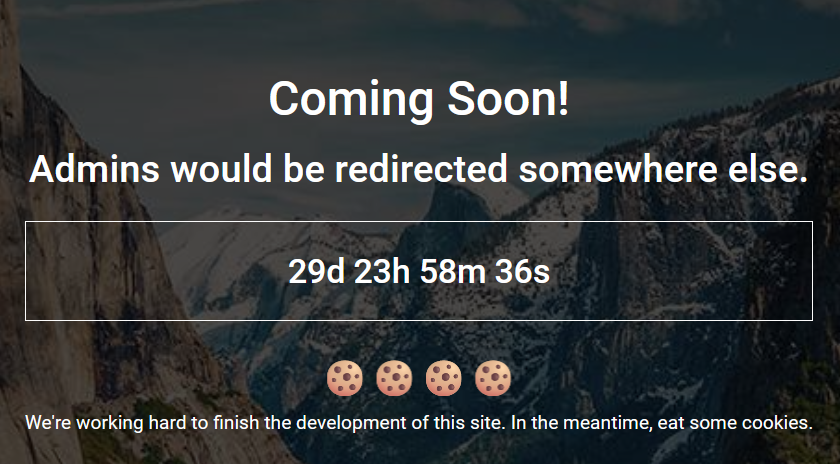 Coming Soon!
Admins would be redirected somewhere else.
29d 23h 58m 36s
We're working hard to finish the development of this site. In the meantime, eat some cookies.